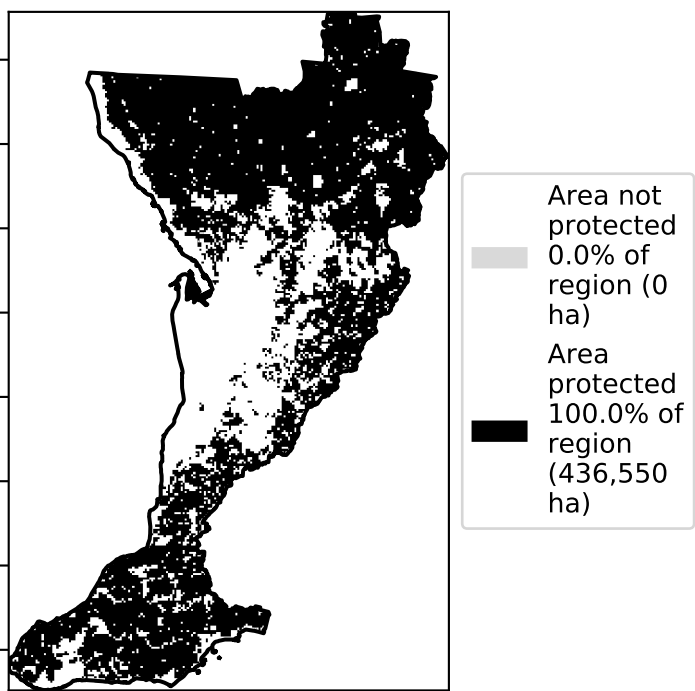 Area not
protected
0.0% of
region (0
ha)
Area
protected
100.0% of
region
(436,550
ha)